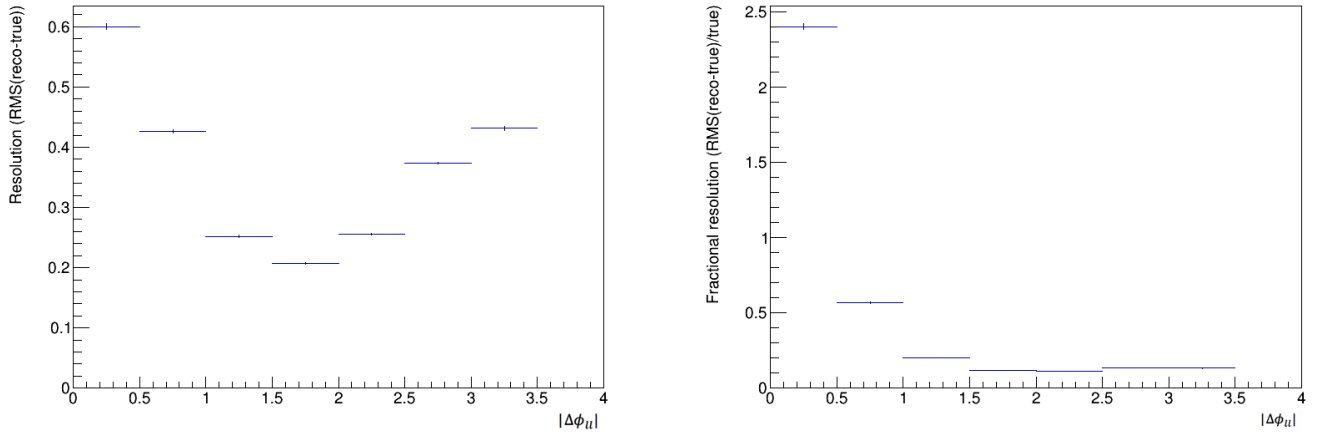 Resolution (RMS(reco-true))
0.6
0.5
0.4
0.3
0.2
0.1
0
0 0.5 1 1.5 2 2.5 3 3.5 4
|Δϕ_ll|
Fractional resolution (RMS(reco-true)/true)
2.5
2
1.5
1
0.5
0
0 0.5 1 1.5 2 2.5 3 3.5 4
|Δϕ_ll|